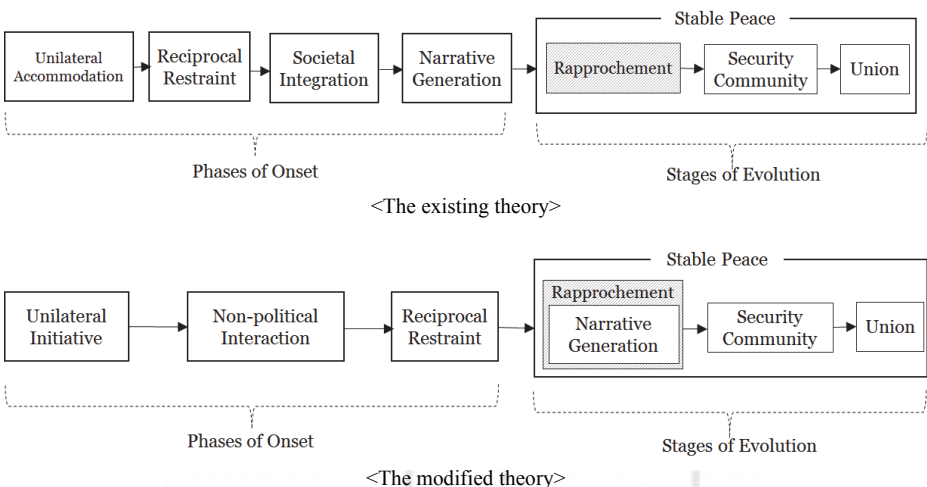 Stable Peace
Unilateral
Accommodation
Reciprocal
Restraint
Societal
Integration
Narrative
Generation
Rapprochement
Security
Community
Union
Phases of Onset
Stages of Evolution
<The existing theory>
Stable Peace
Unilateral
Initiative
Non-political
Interaction
Reciprocal
Restraint
Rapprochement
Narrative
Generation
Security
Community
Union
Phases of Onset
Stages of Evolution
<The modified theory>